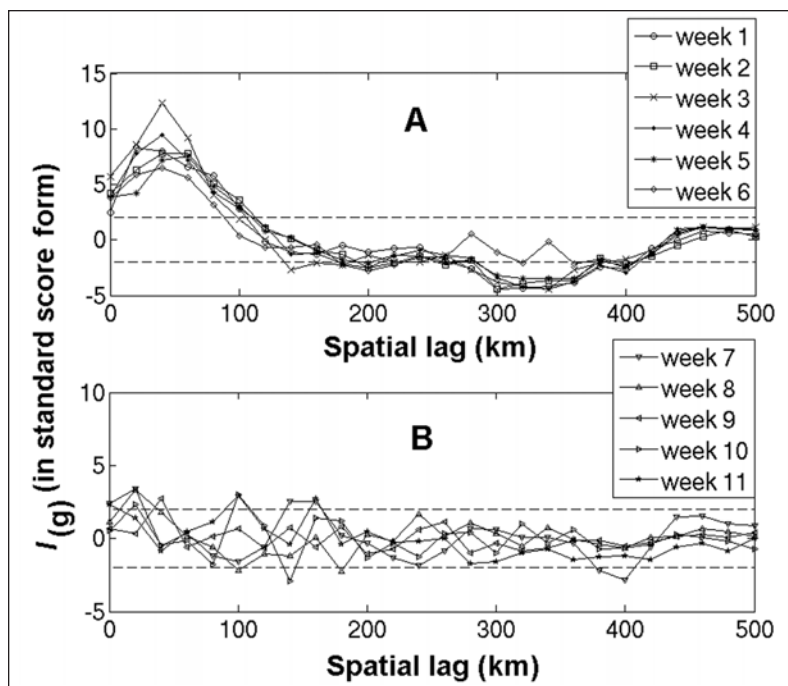 week 1
week 2
week 3
week 4
week 5
week 6
A
15
10
5
0
-5
0 100 200 300 400 500
Spatial lag (km)
I(g) (in standard score form)
week 7
week 8
week 9
week 10
week 11
B
10
5
0
-5
0 100 200 300 400 500
Spatial lag (km)